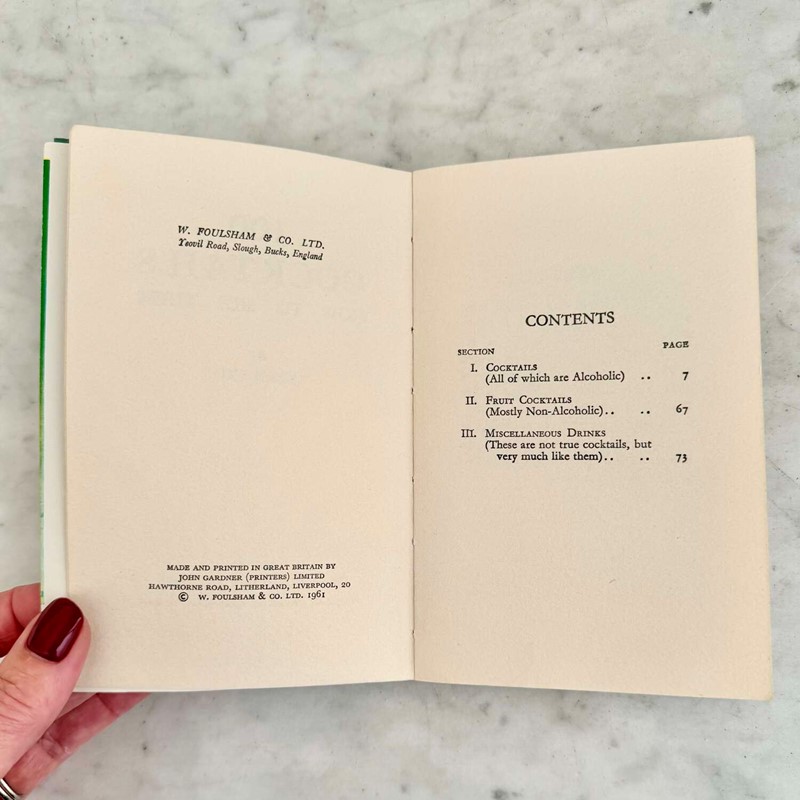 W. FOULSHAM & CO. LTD.
Yeovil Road, Slough, Bucks, England
MADE AND PRINTED IN GREAT BRITAIN BY
JOHN GARDNER (PRINTERS) LIMITED
HAWTHORNE ROAD, LITHERLAND, LIVERPOOL, 20
© W. FOULSHAM & CO. LTD. 1961
CONTENTS
SECTION PAGE
I. COCKTAILS
(All of which are Alcoholic) .. 7
II. FRUIT COCKTAILS
(Mostly Non-Alcoholic).. .. 67
III. MISCELLANEOUS DRINKS
(These are not true cocktails, but
very much like them).. .. 73